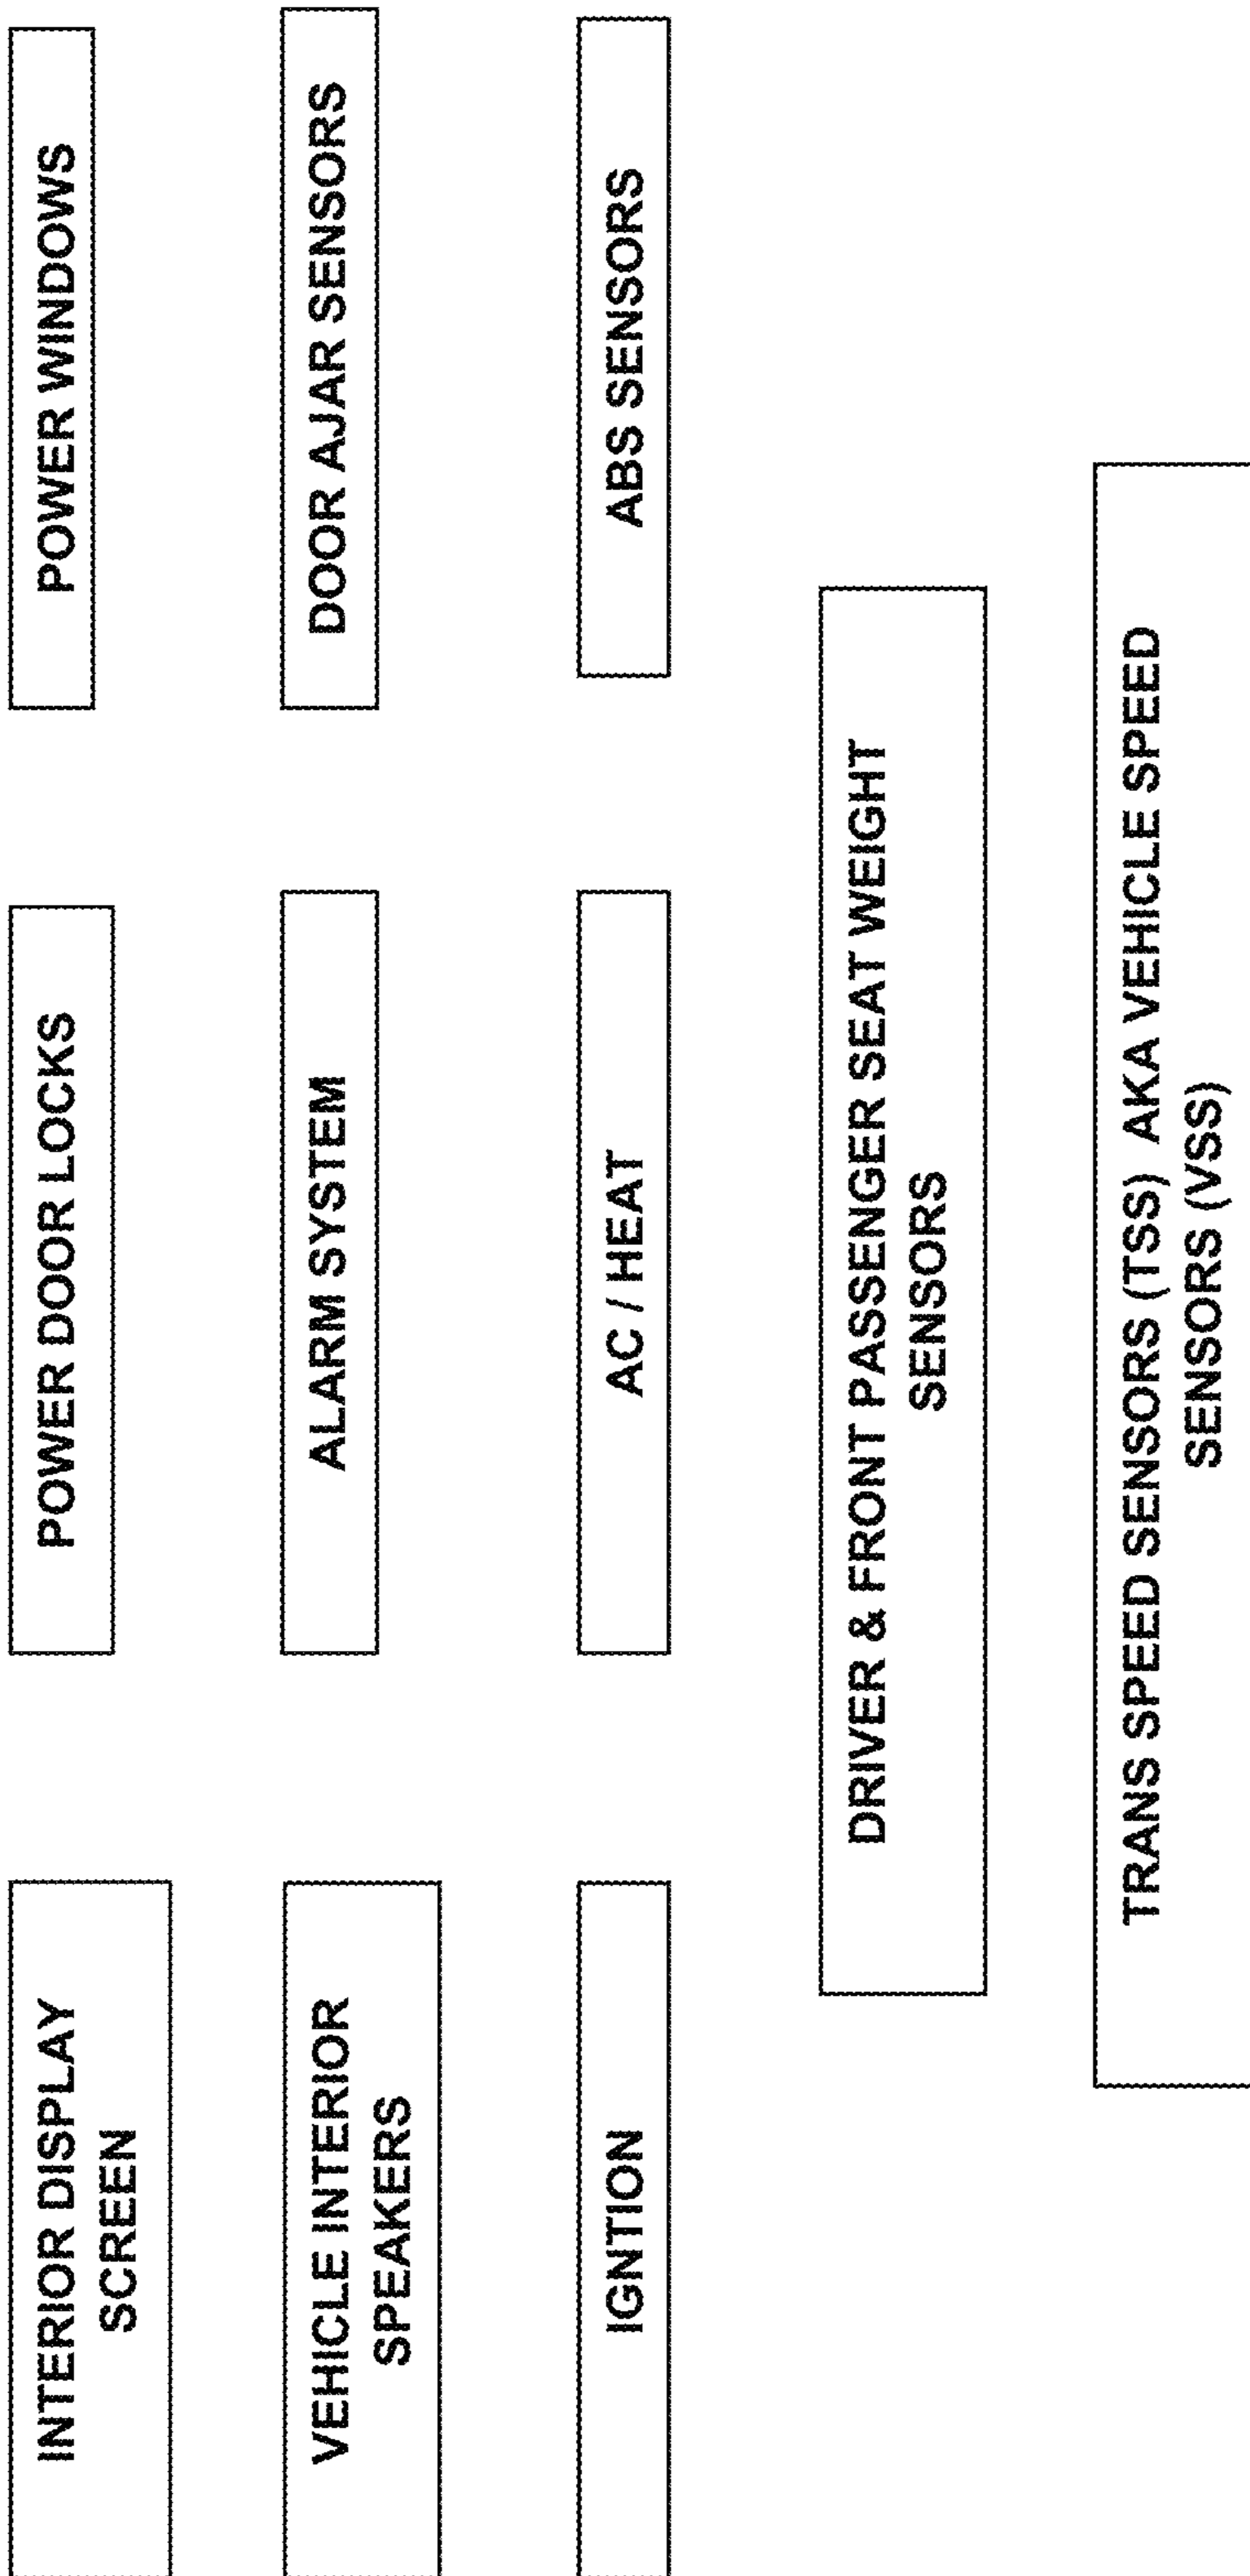 INTERIOR DISPLAY
SCREEN
POWER DOOR LOCKS
POWER WINDOWS
VEHICLE INTERIOR
SPEAKERS
ALARM SYSTEM
DOOR AJAR SENSORS
IGNTION
AC / HEAT
ABS SENSORS
DRIVER & FRONT PASSENGER SEAT WEIGHT
SENSORS
TRANS SPEED SENSORS (TSS) AKA VEHICLE SPEED
SENSORS (VSS)